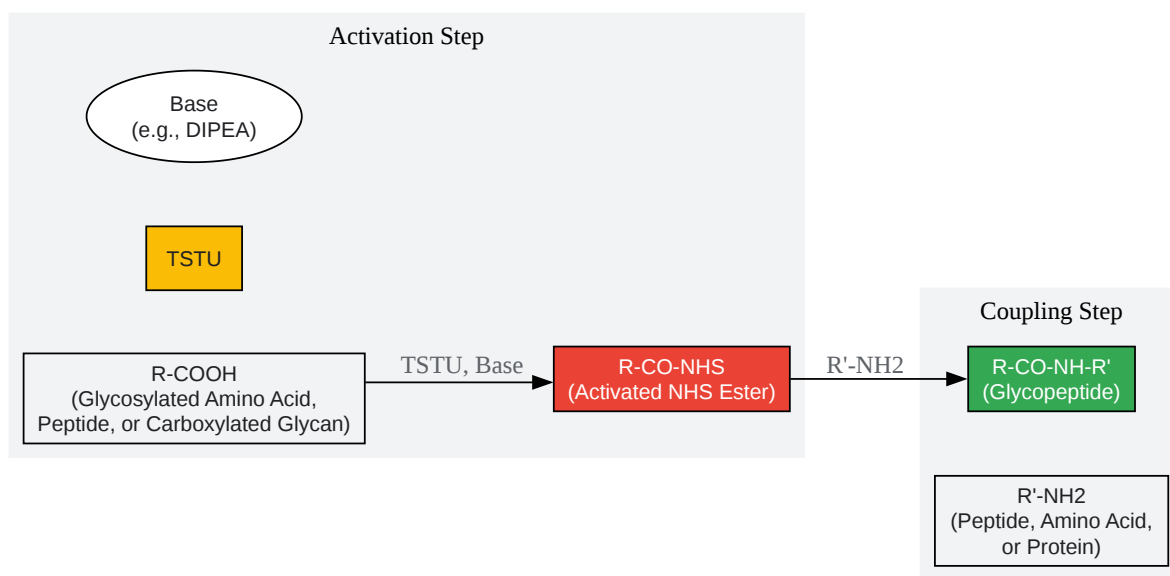 Activation Step
Base
(e.g., DIPEA)
TSTU
R-COOH
(Glycosylated Amino Acid,
Peptide, or Carboxylated Glycan)
TSTU, Base
R-CO-NHS
(Activated NHS Ester)
R'-NH2
Coupling Step
R-CO-NH-R'
(Glycopeptide)
R'-NH2
(Peptide, Amino Acid,
or Protein)